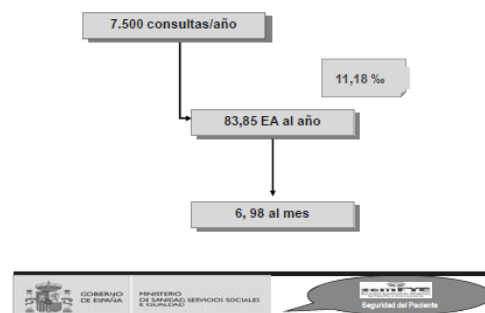 7.500 consultas/año
11,18 ‰
83,85 EA al año
6, 98 al mes
GOBIERNO
DE ESPAÑA
MINISTERIO
DE SANIDAD, SERVICIOS SOCIALES
E IGUALDAD
semFYC
Seguridad del Paciente